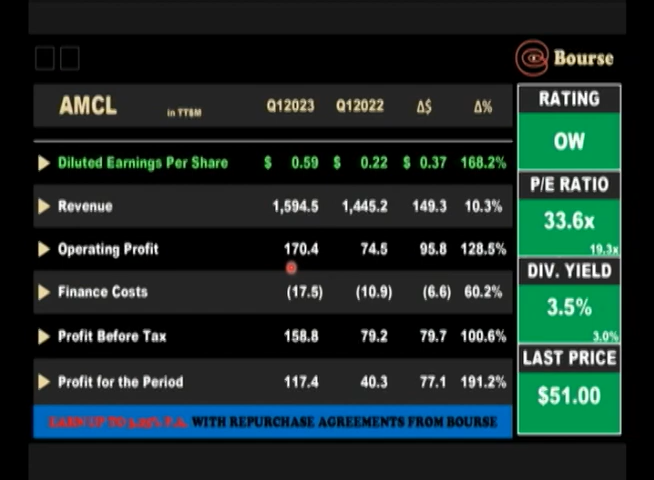 Bourse
AMCL in TT$M Q12023 Q12022 Δ$ Δ%
Diluted Earnings Per Share $ 0.59 $ 0.22 $ 0.37 168.2%
Revenue 1,594.5 1,445.2 149.3 10.3%
Operating Profit 170.4 74.5 95.8 128.5%
Finance Costs (17.5) (10.9) (6.6) 60.2%
Profit Before Tax 158.8 79.2 79.7 100.6%
Profit for the Period 117.4 40.3 77.1 191.2%
RATING
OW
P/E RATIO
33.6x
19.3x
DIV. YIELD
3.5%
3.0%
LAST PRICE
$51.00
EARN UP TO P.A. WITH REPURCHASE AGREEMENTS FROM BOURSE